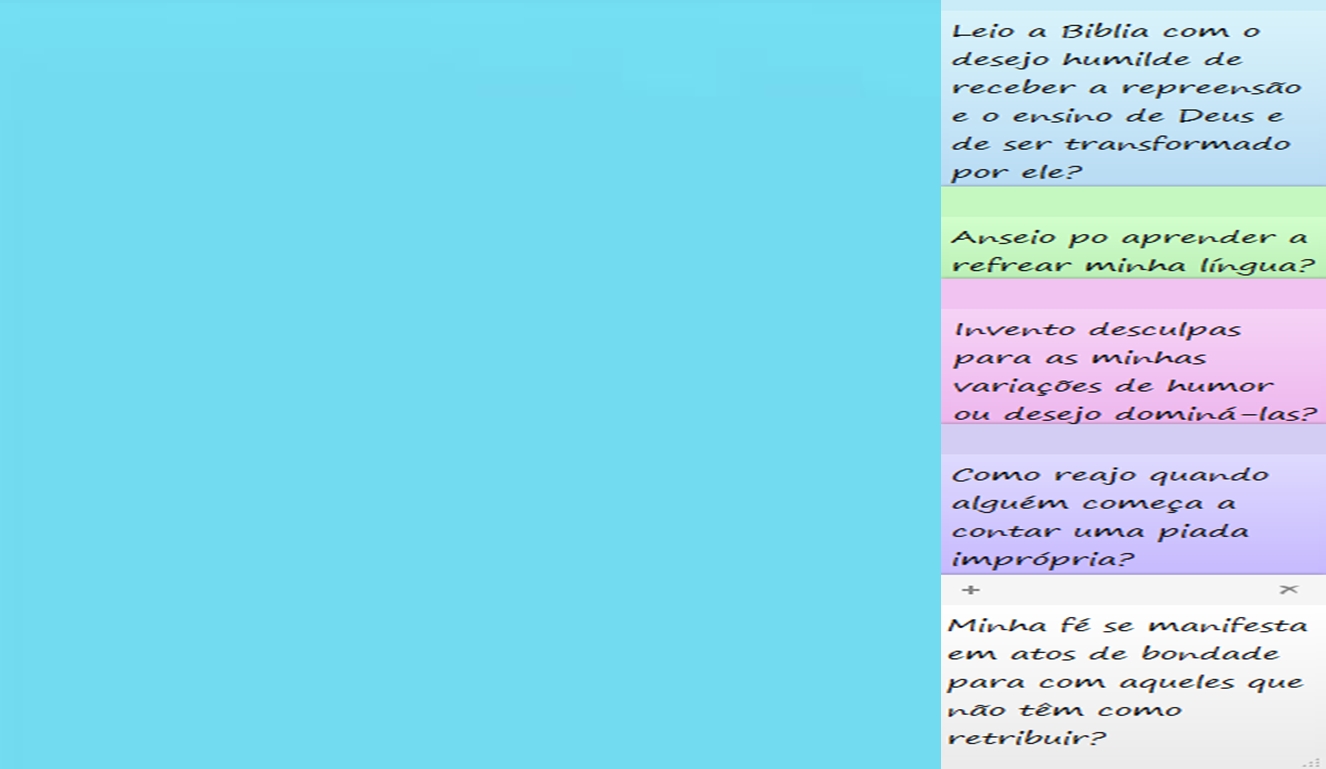 Leio a Biblia com o
desejo humilde de
receber a repreensão
e o ensino de Deus e
de ser transformado
por ele?
Anseio po aprender a
refrear minha língua?
Invento desculpas
para as minhas
variações de humor
ou desejo dominá-las?
Como reajo quando
alguém começa a
contar uma piada
imprópria?
Minha fé se manifesta
em atos de bondade
para com aqueles que
não têm como
retribuir?